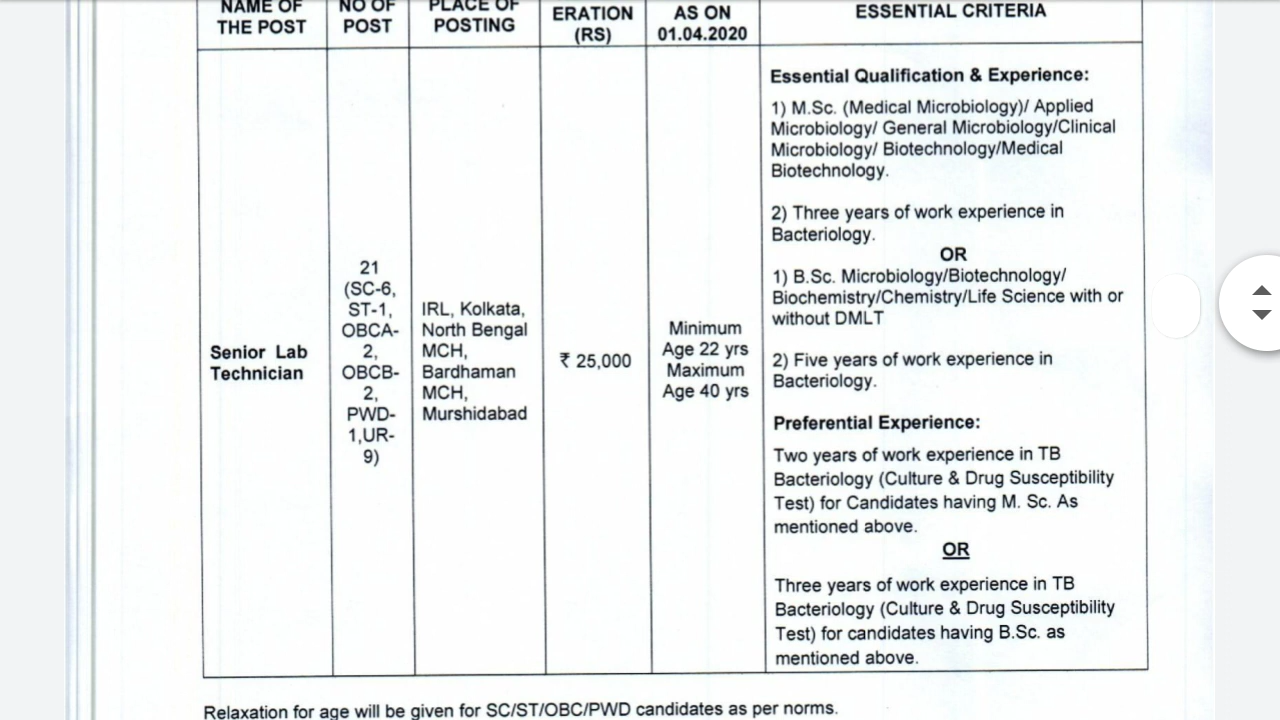 NAME OF
THE POST
NO OF
POST
PLACE OF
POSTING
ERATION
(RS)
AS ON
01.04.2020
ESSENTIAL CRITERIA
Senior Lab
Technician
21
(SC-6,
ST-1,
OBCA-
2,
OBCB-
2,
PWD-
1,UR-
9)
IRL, Kolkata,
North Bengal
MCH,
Bardhaman
MCH,
Murshidabad
₹ 25,000
Minimum
Age 22 yrs
Maximum
Age 40 yrs
Essential Qualification & Experience:
1) M.Sc. (Medical Microbiology)/ Applied
Microbiology/ General Microbiology/Clinical
Microbiology/ Biotechnology/Medical
Biotechnology.
2) Three years of work experience in
Bacteriology.
OR
1) B.Sc. Microbiology/Biotechnology/
Biochemistry/Chemistry/Life Science with or
without DMLT
2) Five years of work experience in
Bacteriology.
Preferential Experience:
Two years of work experience in TB
Bacteriology (Culture & Drug Susceptibility
Test) for Candidates having M. Sc. As
mentioned above.
OR
Three years of work experience in TB
Bacteriology (Culture & Drug Susceptibility
Test) for candidates having B.Sc. as
mentioned above.
Relaxation for age will be given for SC/ST/OBC/PWD candidates as per norms.